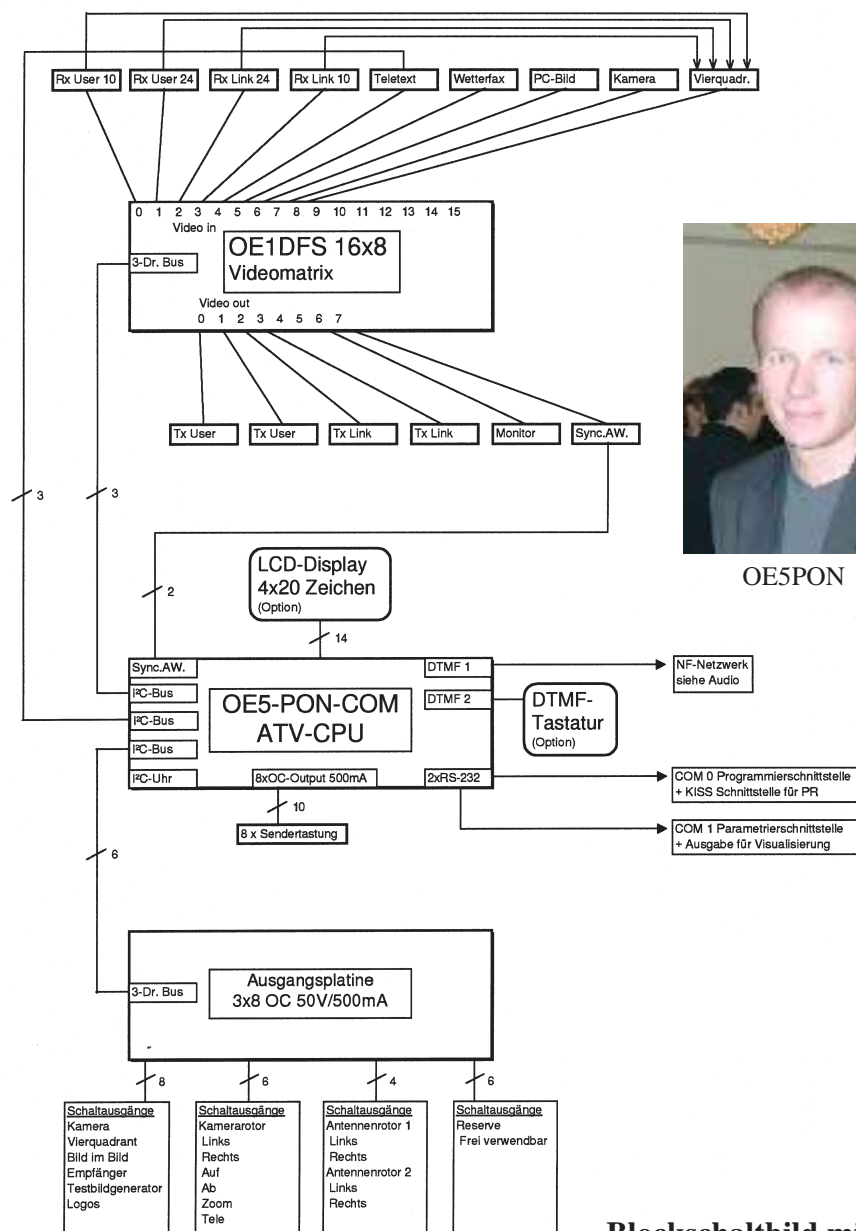 Rx User 10 Rx User 24 Rx Link 24 Rx Link 10 Teletext Wetterfax PC-Bild Kamera Vierquadr.
0 1 2 3 4 5 6 7 8 9 10 11 12 13 14 15
Video in
OE1DFS 16x8
Videomatrix
3-Dr. Bus
Video out
0 1 2 3 4 5 6 7
Tx User Tx User Tx Link Tx Link Monitor Sync.AW.
3
3
OE5PON
2
LCD-Display
4x20 Zeichen
(Option)
14
Sync.AW.
I²C-Bus
I²C-Bus
I²C-Bus
I²C-Uhr
OE5-PON-COM
ATV-CPU
8xOC-Output 500mA
DTMF 1
DTMF 2
2xRS-232
NF-Netzwerk
siehe Audio
DTMF-
Tastatur
(Option)
10
8 x Sendertastung
COM 0 Programmierschnittstelle
+ KISS Schnittstelle für PR
COM 1 Parametrierschnittstelle
+ Ausgabe für Visualisierung
6
3-Dr. Bus
Ausgangsplatine
3x8 OC 50V/500mA
8
6
4
6
Schaltausgänge
Kamera
Vierquadrant
Bild im Bild
Empfänger
Testbildgenerator
Logos
Schaltausgänge
Kamerarotor
Links
Rechts
Auf
Ab
Zoom
Tele
Schaltausgänge
Antennenrotor 1
Links
Rechts
Antennenrotor 2
Links
Rechts
Schaltausgänge
Reserve
Frei verwendbar